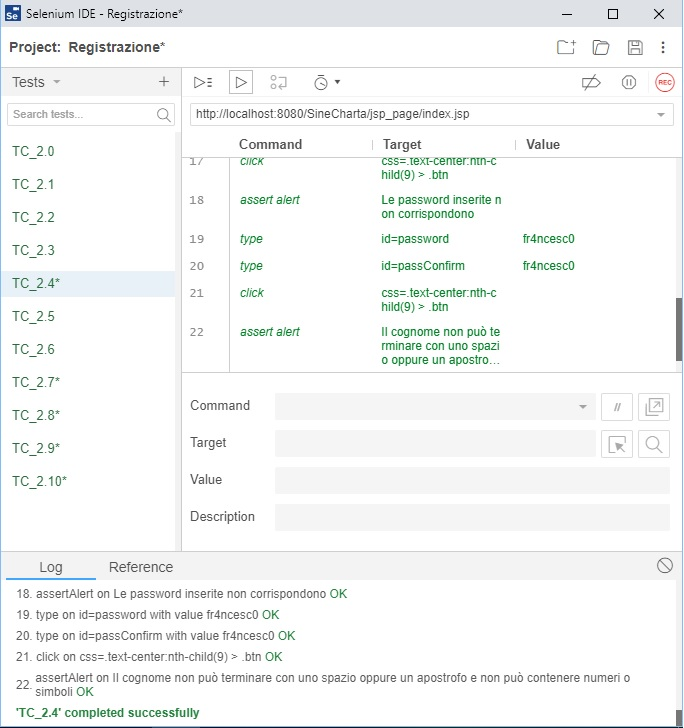 Selenium IDE - Registrazione*
Project: Registrazione*
Tests
REC
Search tests...
http://localhost:8080/SineCharta/jsp_page/index.jsp
Command Target Value
TC_2.0
TC_2.1
TC_2.2
TC_2.3
TC_2.4*
TC_2.5
TC_2.6
TC_2.7*
TC_2.8*
TC_2.9*
TC_2.10*
17 click css=.text-center:nth-c
hild(9) > .btn
18 assert alert Le password inserite n
on corrispondono
19 type id=password fr4ncesc0
20 type id=passConfirm fr4ncesc0
21 click css=.text-center:nth-c
hild(9) > .btn
22 assert alert Il cognome non può te
rminare con uno spazi
o oppure un apostro…
Command
//
Target
Value
Description
Log Reference
18. assertAlert on Le password inserite non corrispondono OK
19. type on id=password with value fr4ncesc0 OK
20. type on id=passConfirm with value fr4ncesc0 OK
21. click on css=.text-center:nth-child(9) > .btn OK
22. assertAlert on Il cognome non può terminare con uno spazio oppure un apostrofo e non può contenere numeri o
simboli OK
'TC_2.4' completed successfully